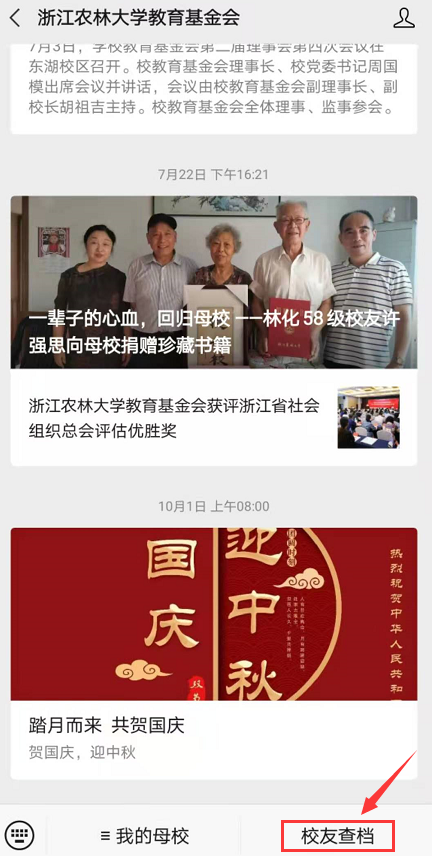 浙江农林大学教育基金会
7月3日，学校教育基金会第二届理事会第四次会议在
东湖校区召开。校教育基金会理事长、校党委书记周国
模出席会议并讲话，会议由校教育基金会副理事长、副
校长胡祖吉主持。校教育基金会全体理事、监事参会。
7月22日 下午16:21
一辈子的心血，回归母校 ——林化 58 级校友许
强思向母校捐赠珍藏书籍
浙江农林大学教育基金会获评浙江省社会
组织总会评估优胜奖
10月1日 上午08:00
国庆
迎中秋
热烈祝贺中华人民共和
踏月而来 共贺国庆
贺国庆，迎中秋
≡ 我的母校
校友查档